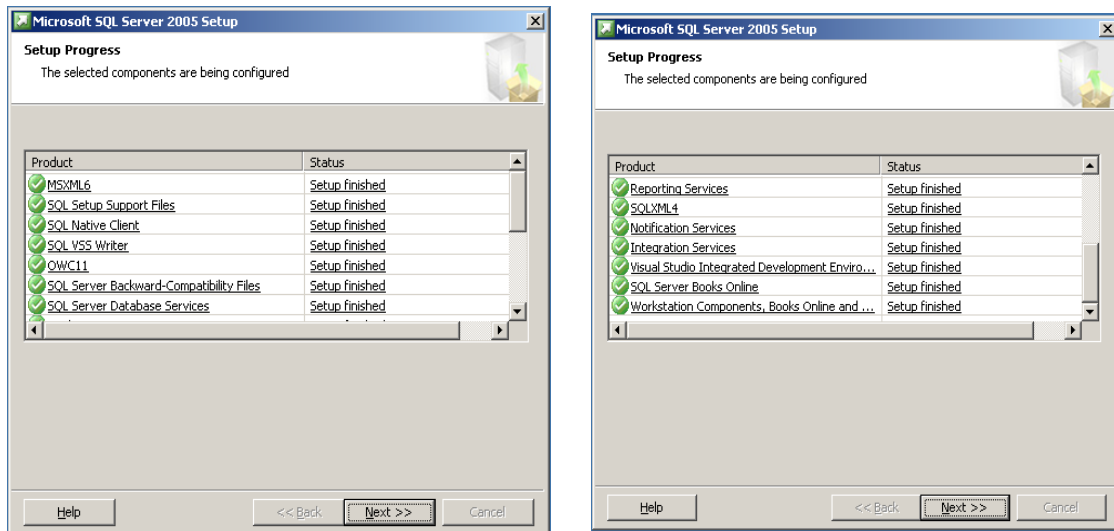 Microsoft SQL Server 2005 Setup
Setup Progress
The selected components are being configured
Product Status
MSXML6 Setup finished
SQL Setup Support Files Setup finished
SQL Native Client Setup finished
SQL VSS Writer Setup finished
OWC11 Setup finished
SQL Server Backward-Compatibility Files Setup finished
SQL Server Database Services Setup finished
Help << Back Next >> Cancel
Microsoft SQL Server 2005 Setup
Setup Progress
The selected components are being configured
Product Status
Reporting Services Setup finished
SQLXML4 Setup finished
Notification Services Setup finished
Integration Services Setup finished
Visual Studio Integrated Development Enviro... Setup finished
SQL Server Books Online Setup finished
Workstation Components, Books Online and ... Setup finished
Help << Back Next >> Cancel